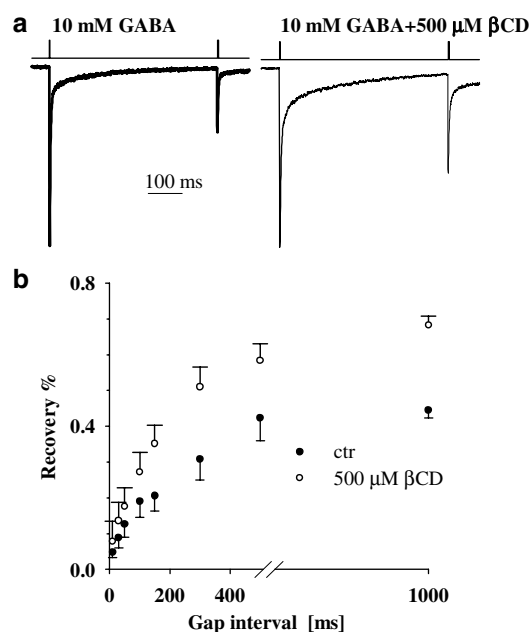 a
10 mM GABA
10 mM GABA+500 µM βCD
100 ms
b
0.8
0.4
0.0
Recovery %
ctr
500 µM βCD
0
200
400
1000
Gap interval [ms]